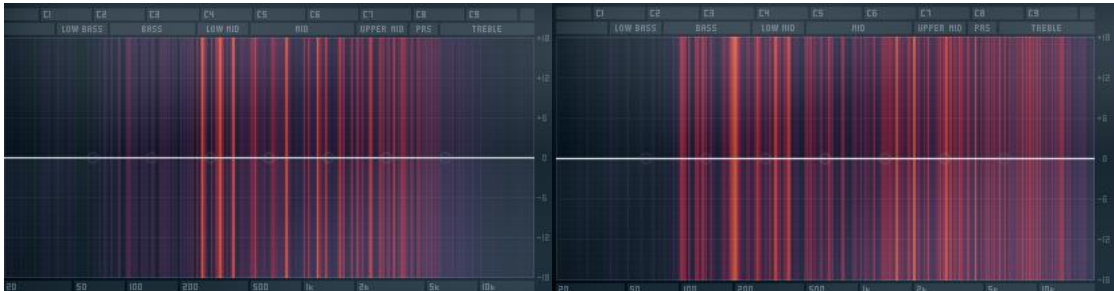 C1 C2 C3 C4 C5 C6 C7 C8 C9
LOW BASS BASS LOW MID MID UPPER MID PRS TREBLE
+18
+12
+6
0
-6
-12
-18
20 50 100 200 500 1k 2k 5k 10k
C1 C2 C3 C4 C5 C6 C7 C8 C9
LOW BASS BASS LOW MID MID UPPER MID PRS TREBLE
+18
+12
+6
0
-6
-12
-18
20 50 100 200 500 1k 2k 5k 10k